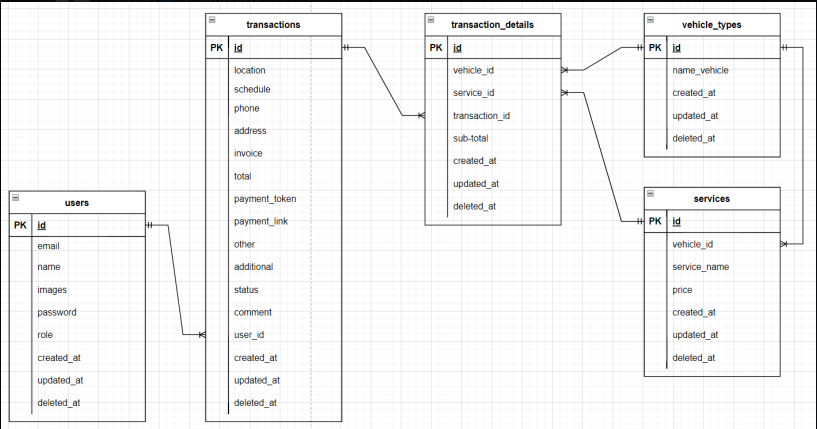 transactions
PK id
location
schedule
phone
address
invoice
total
payment_token
payment_link
other
additional
status
comment
user_id
created_at
updated_at
deleted_at
transaction_details
PK id
vehicle_id
service_id
transaction_id
sub-total
created_at
updated_at
deleted_at
vehicle_types
PK id
name_vehicle
created_at
updated_at
deleted_at
users
PK id
email
name
images
password
role
created_at
updated_at
deleted_at
services
PK id
vehicle_id
service_name
price
created_at
updated_at
deleted_at